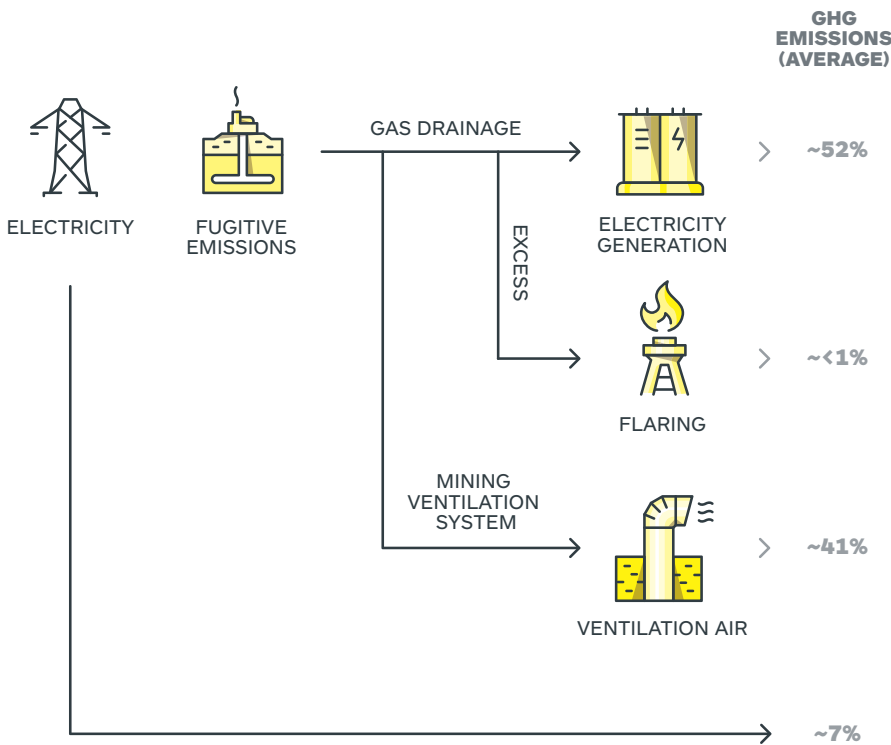 GHG
EMISSIONS
(AVERAGE)
GAS DRAINAGE
~52%
ELECTRICITY
FUGITIVE
EMISSIONS
ELECTRICITY
GENERATION
EXCESS
~<1%
FLARING
MINING
VENTILATION
SYSTEM
~41%
VENTILATION AIR
~7%